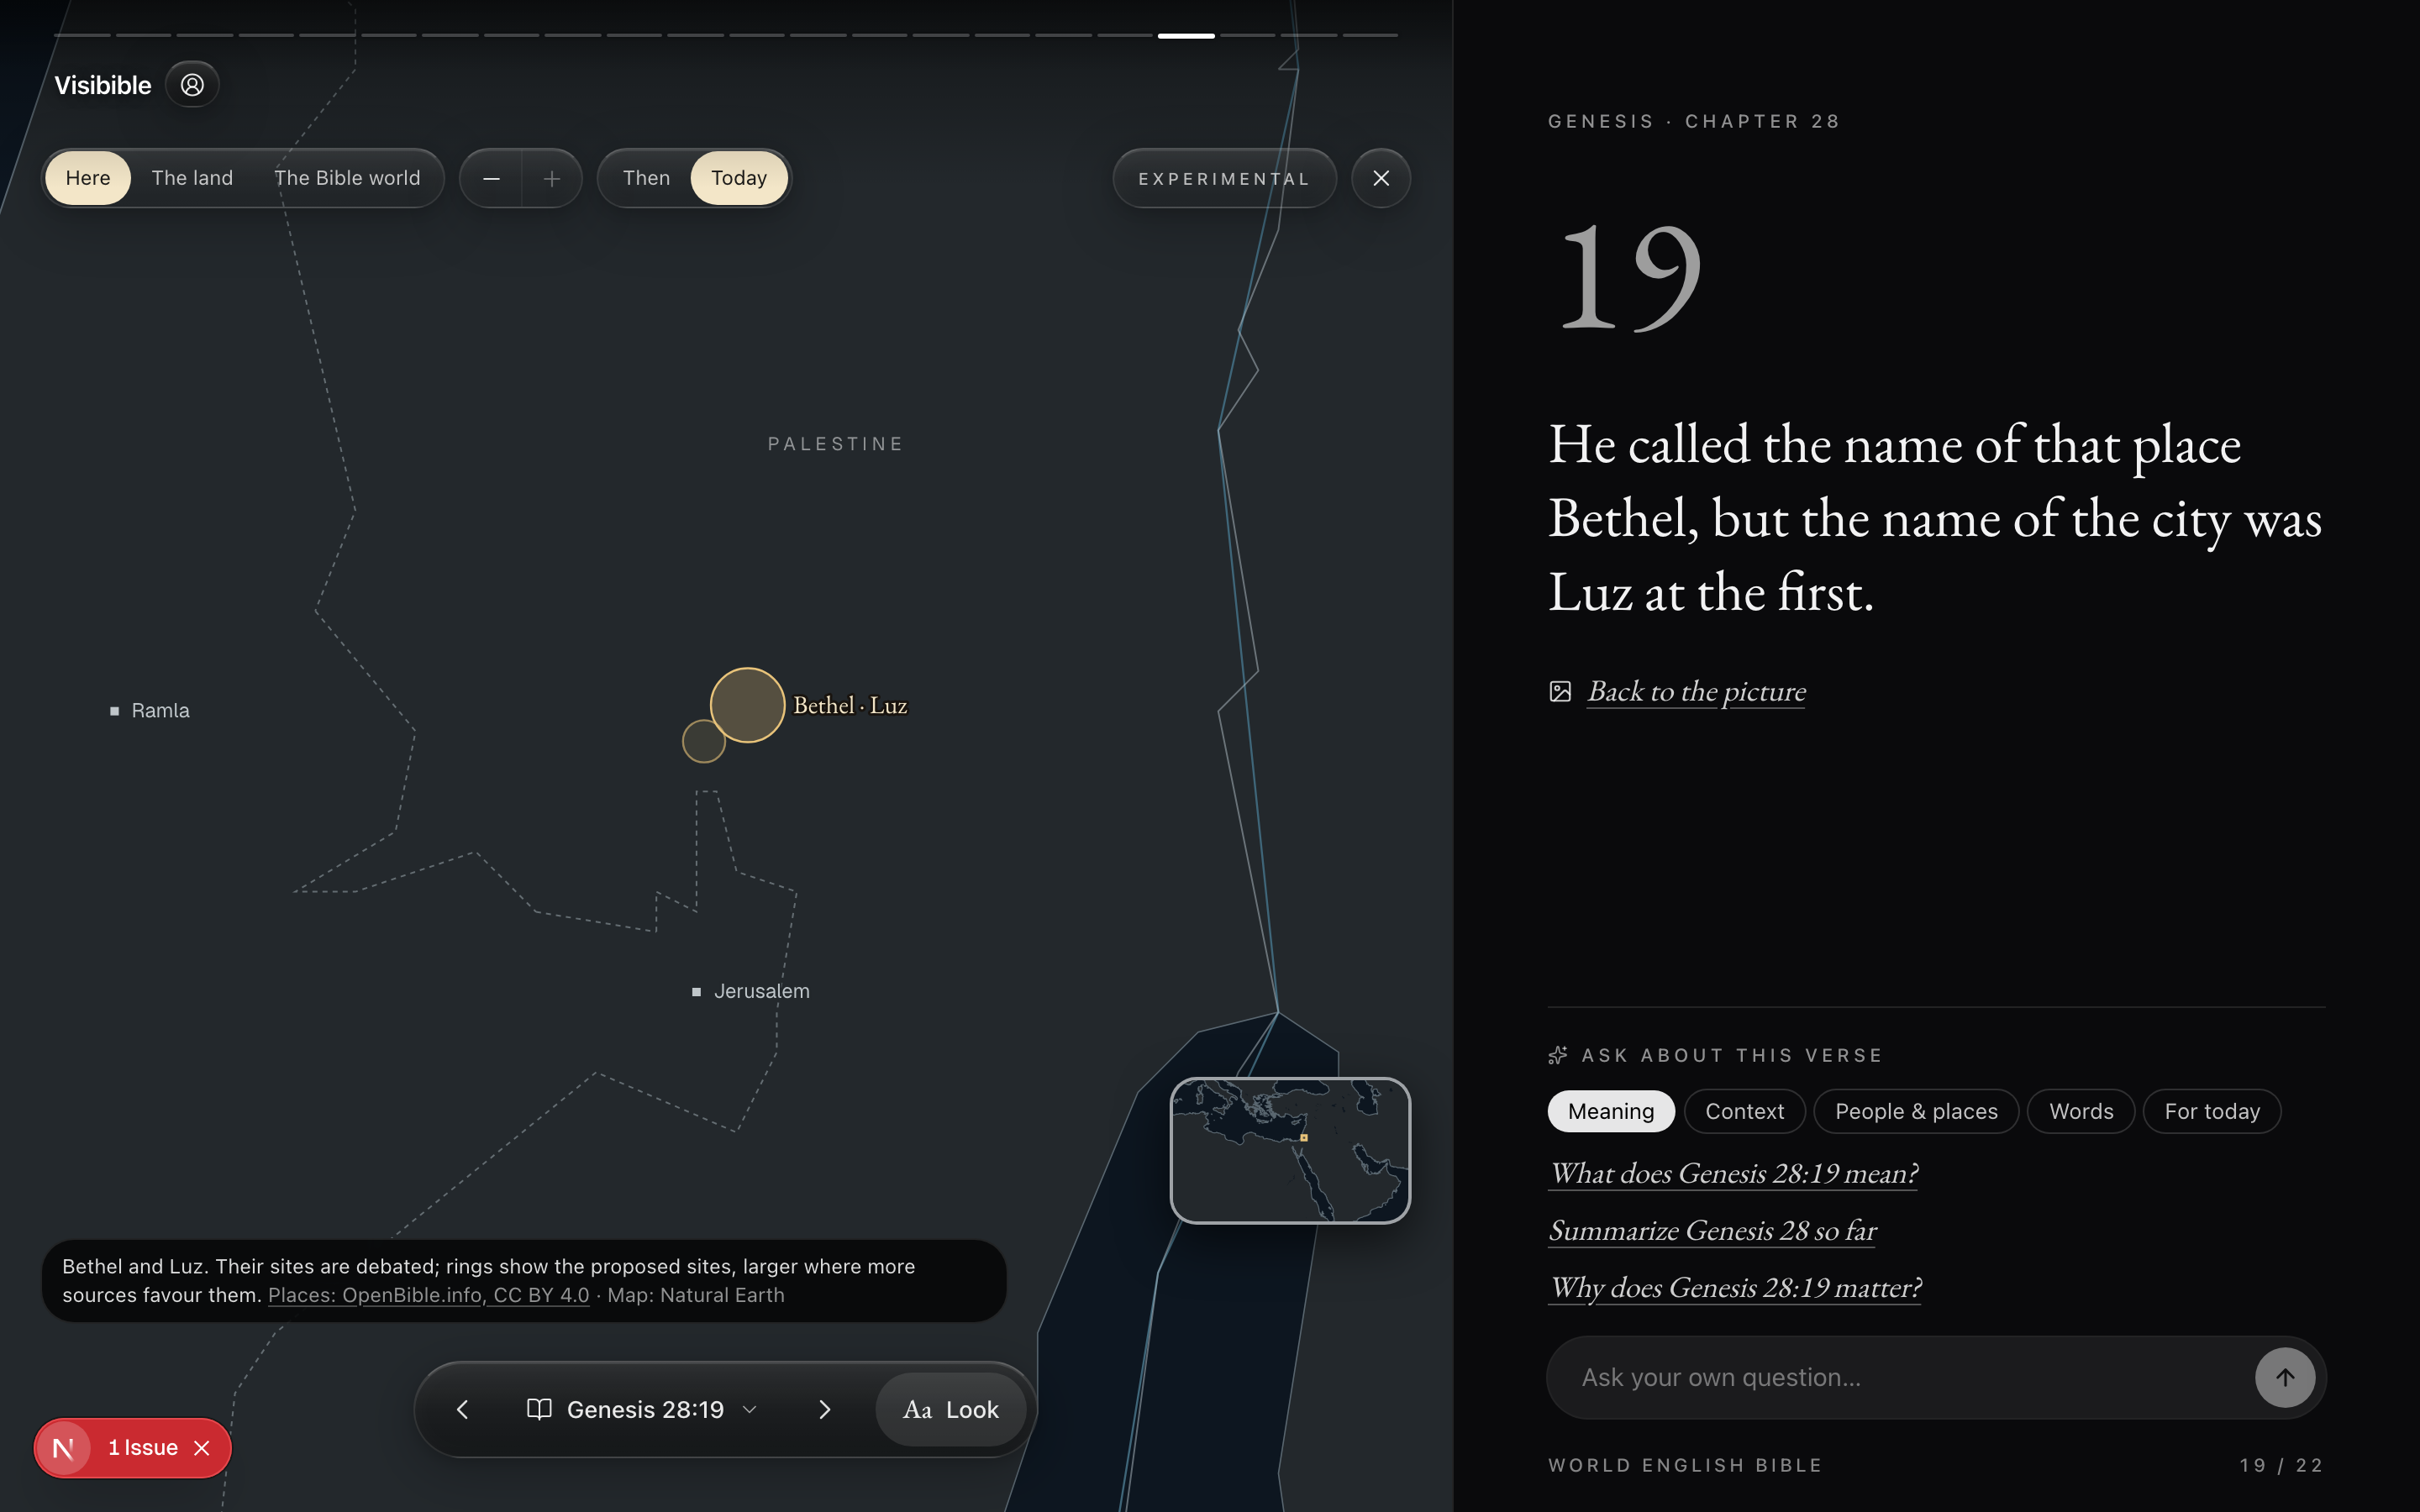 Visibible
Here The land The Bible world − + Then Today EXPERIMENTAL
PALESTINE
Ramla
Bethel · Luz
Jerusalem
Bethel and Luz. Their sites are debated; rings show the proposed sites, larger where more
sources favour them. Places: OpenBible.info, CC BY 4.0 · Map: Natural Earth
Genesis 28:19 Aa Look
N 1 Issue
GENESIS · CHAPTER 28
19
He called the name of that place
Bethel, but the name of the city was
Luz at the first.
Back to the picture
ASK ABOUT THIS VERSE
Meaning Context People & places Words For today
What does Genesis 28:19 mean?
Summarize Genesis 28 so far
Why does Genesis 28:19 matter?
Ask your own question...
WORLD ENGLISH BIBLE 19 / 22